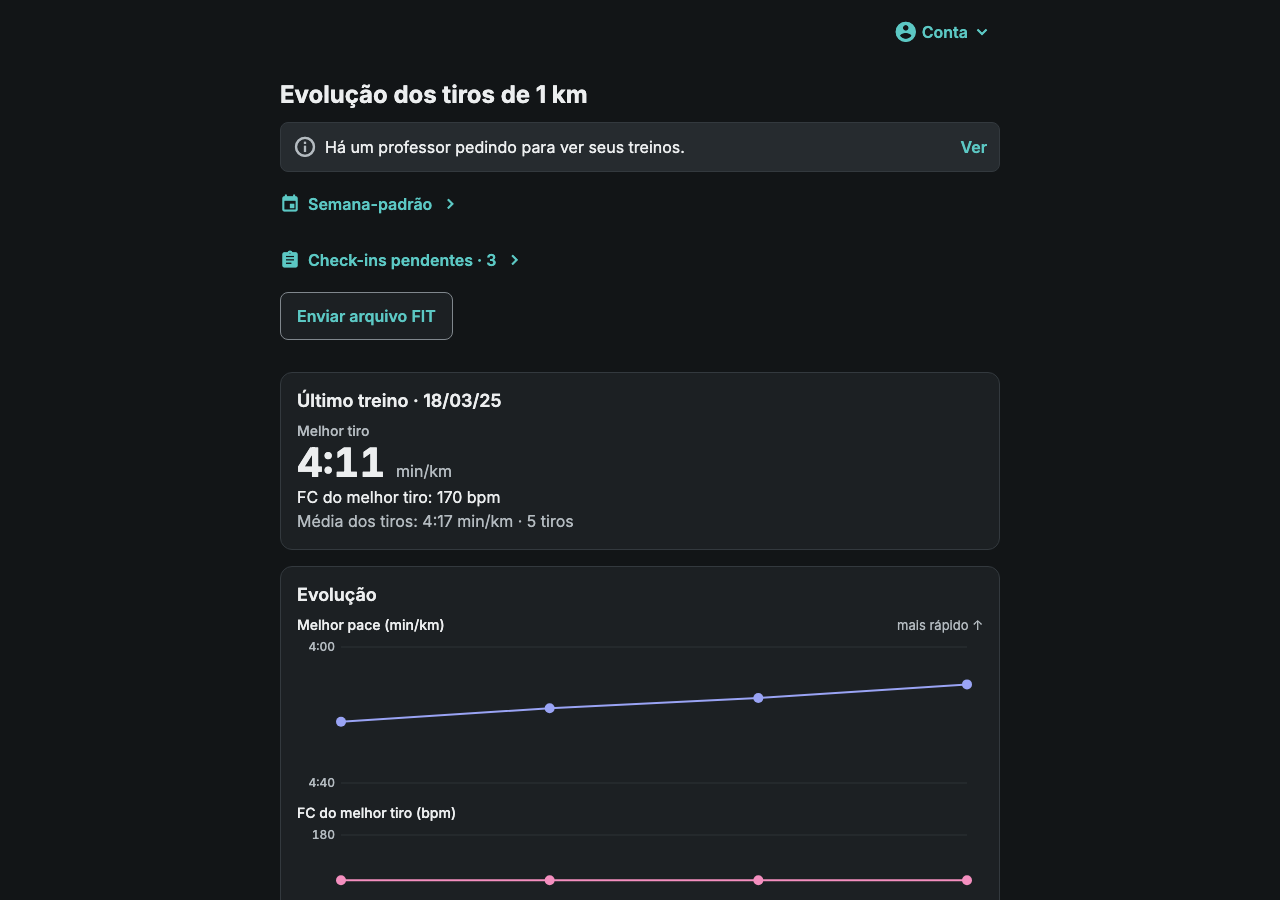 Conta
Evolução dos tiros de 1 km
Há um professor pedindo para ver seus treinos. Ver
Semana-padrão
Check-ins pendentes · 3
Enviar arquivo FIT
Último treino · 18/03/25
Melhor tiro
4:11 min/km
FC do melhor tiro: 170 bpm
Média dos tiros: 4:17 min/km · 5 tiros
Evolução
Melhor pace (min/km) mais rápido ↑
4:00
4:40
FC do melhor tiro (bpm)
180